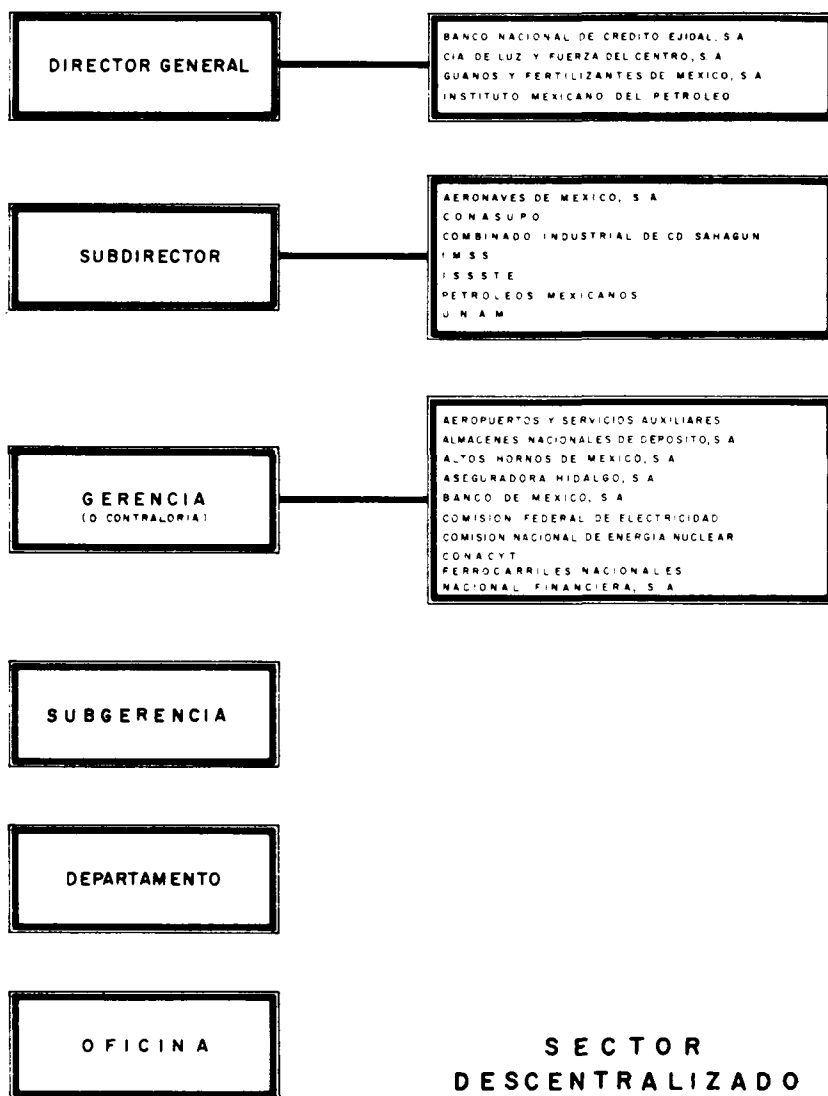 DIRECTOR GENERAL
BANCO NACIONAL DE CREDITO EJIDAL, S A
CIA DE LUZ Y FUERZA DEL CENTRO, S A
GUANOS Y FERTILIZANTES DE MEXICO, S A
INSTITUTO MEXICANO DEL PETROLEO
SUBDIRECTOR
AERONAVES DE MEXICO, S A
CONASUPO
COMBINADO INDUSTRIAL DE CD SAHAGUN
IMSS
ISSSTE
PETROLEOS MEXICANOS
UNAM
GERENCIA
(O CONTRALORIA)
AEROPUERTOS Y SERVICIOS AUXILIARES
ALMACENES NACIONALES DE DEPOSITO, S A
ALTOS HORNOS DE MEXICO, S A
ASEGURADORA HIDALGO, S A
BANCO DE MEXICO, S A
COMISION FEDERAL DE ELECTRICIDAD
COMISION NACIONAL DE ENERGIA NUCLEAR
CONACYT
FERROCARRILES NACIONALES
NACIONAL FINANCIERA, S A
SUBGERENCIA
DEPARTAMENTO
OFICINA
SECTOR
DESCENTRALIZADO